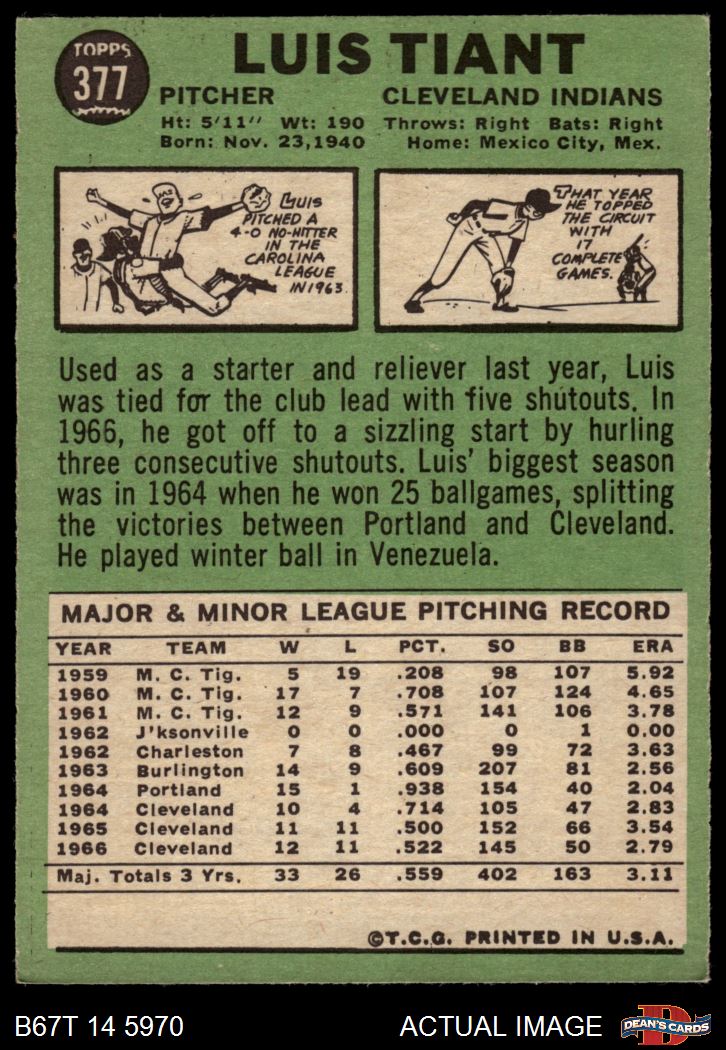 TOPPS
377
LUIS TIANT
PITCHER CLEVELAND INDIANS
Ht: 5'11" Wt: 190 Throws: Right Bats: Right
Born: Nov. 23, 1940 Home: Mexico City, Mex.
LUIS
PITCHED A
4-0 NO-HITTER
IN THE
CAROLINA
LEAGUE
IN 1963.
THAT YEAR
HE TOPPED
THE CIRCUIT
WITH
17
COMPLETE
GAMES.
Used as a starter and reliever last year, Luis
was tied for the club lead with five shutouts. In
1966, he got off to a sizzling start by hurling
three consecutive shutouts. Luis' biggest season
was in 1964 when he won 25 ballgames, splitting
the victories between Portland and Cleveland.
He played winter ball in Venezuela.
MAJOR & MINOR LEAGUE PITCHING RECORD
YEAR TEAM W L PCT. SO BB ERA
1959 M. C. Tig. 5 19 .208 98 107 5.92
1960 M. C. Tig. 17 7 .708 107 124 4.65
1961 M. C. Tig. 12 9 .571 141 106 3.78
1962 J'ksonville 0 0 .000 0 1 0.00
1962 Charleston 7 8 .467 99 72 3.63
1963 Burlington 14 9 .609 207 81 2.56
1964 Portland 15 1 .938 154 40 2.04
1964 Cleveland 10 4 .714 105 47 2.83
1965 Cleveland 11 11 .500 152 66 3.54
1966 Cleveland 12 11 .522 145 50 2.79
Maj. Totals 3 Yrs. 33 26 .559 402 163 3.11
©T.C.G. PRINTED IN U.S.A.
B67T 14 5970 ACTUAL IMAGE
D
DEAN'S CARDS